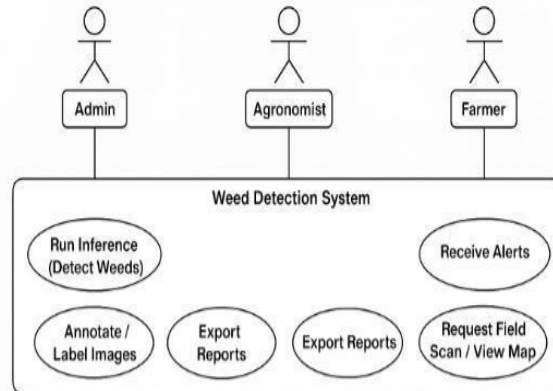 Admin
Agronomist
Farmer
Weed Detection System
Run Inference
(Detect Weeds)
Receive Alerts
Annotate /
Label Images
Export
Reports
Export Reports
Request Field
Scan / View Map